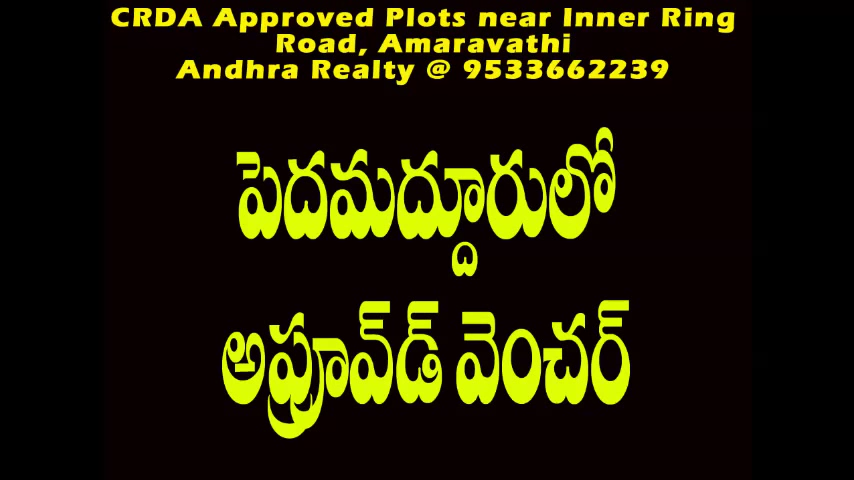 CRDA Approved Plots near Inner Ring
Road, Amaravathi
Andhra Realty @ 9533662239
పెదమద్దూరులో
అప్రూవ్‌డ్ వెంచర్